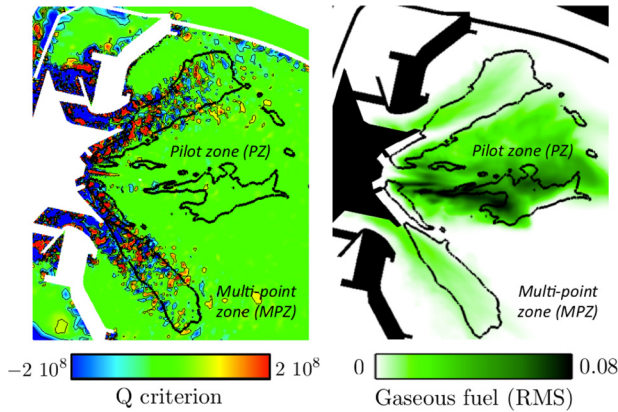 Pilot zone (PZ)
Multi-point
zone (MPZ)
−2 10⁸
2 10⁸
Q criterion
Pilot zone (PZ)
Multi-point
zone (MPZ)
0
0.08
Gaseous fuel (RMS)